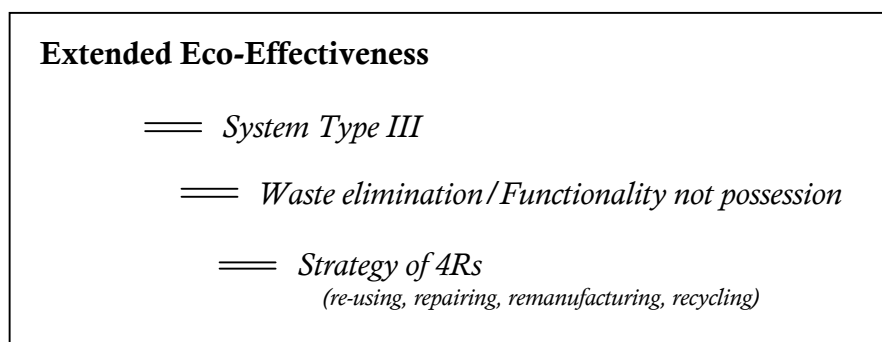 Extended Eco-Effectiveness
System Type III
Waste elimination/Functionality not possession
Strategy of 4Rs
(re-using, repairing, remanufacturing, recycling)